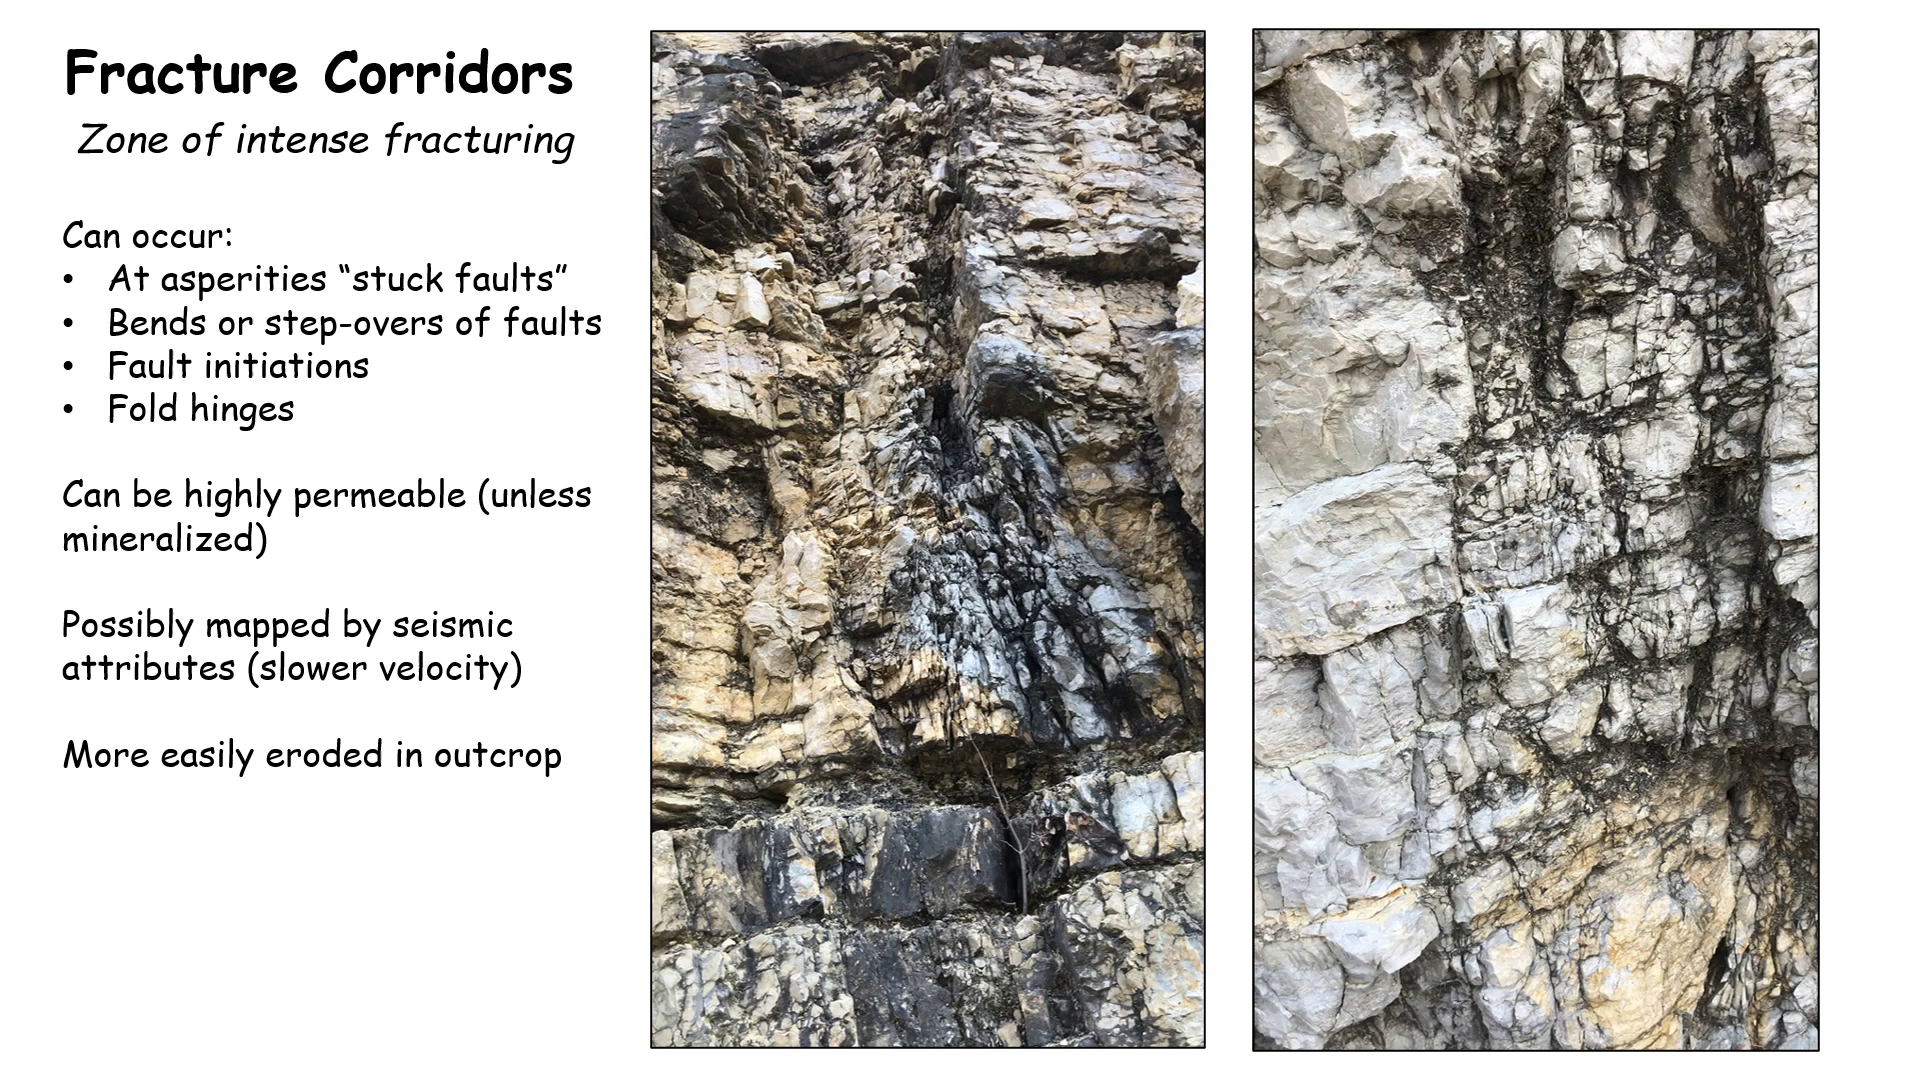 Fracture Corridors
Zone of intense fracturing
Can occur:
• At asperities “stuck faults”
• Bends or step-overs of faults
• Fault initiations
• Fold hinges
Can be highly permeable (unless
mineralized)
Possibly mapped by seismic
attributes (slower velocity)
More easily eroded in outcrop